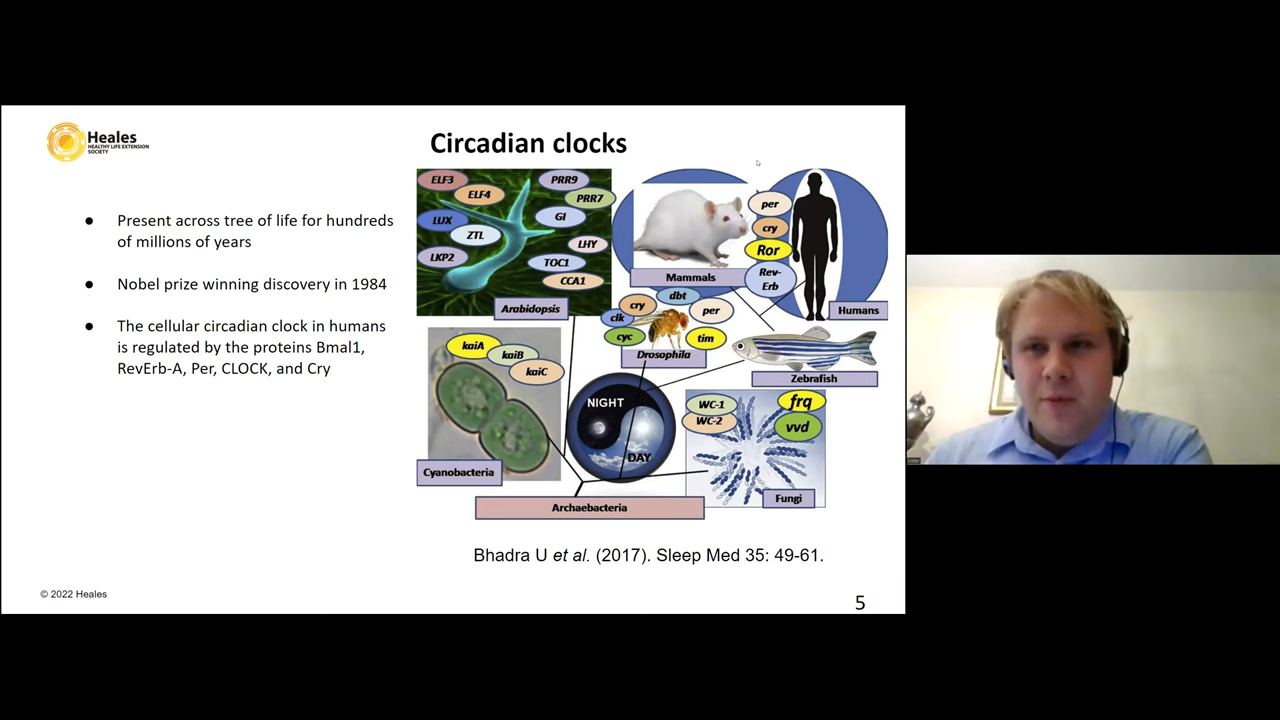 Heales
HEALTHY LIFE EXTENSION
SOCIETY
Circadian clocks
● Present across tree of life for hundreds
of millions of years
● Nobel prize winning discovery in 1984
● The cellular circadian clock in humans
is regulated by the proteins Bmal1,
RevErb-A, Per, CLOCK, and Cry
ELF3
ELF4
LUX
ZTL
LKP2
PRR9
PRR7
GI
LHY
TOC1
CCA1
Arabidopsis
Mammals
per
cry
Ror
Rev-
Erb
Humans
cry
dbt
per
clk
cyc
tim
Drosophila
Zebrafish
kaiA
kaiB
kaiC
Cyanobacteria
NIGHT
DAY
WC-1
WC-2
frq
vvd
Fungi
Archaebacteria
Bhadra U et al. (2017). Sleep Med 35: 49-61.
© 2022 Heales
5